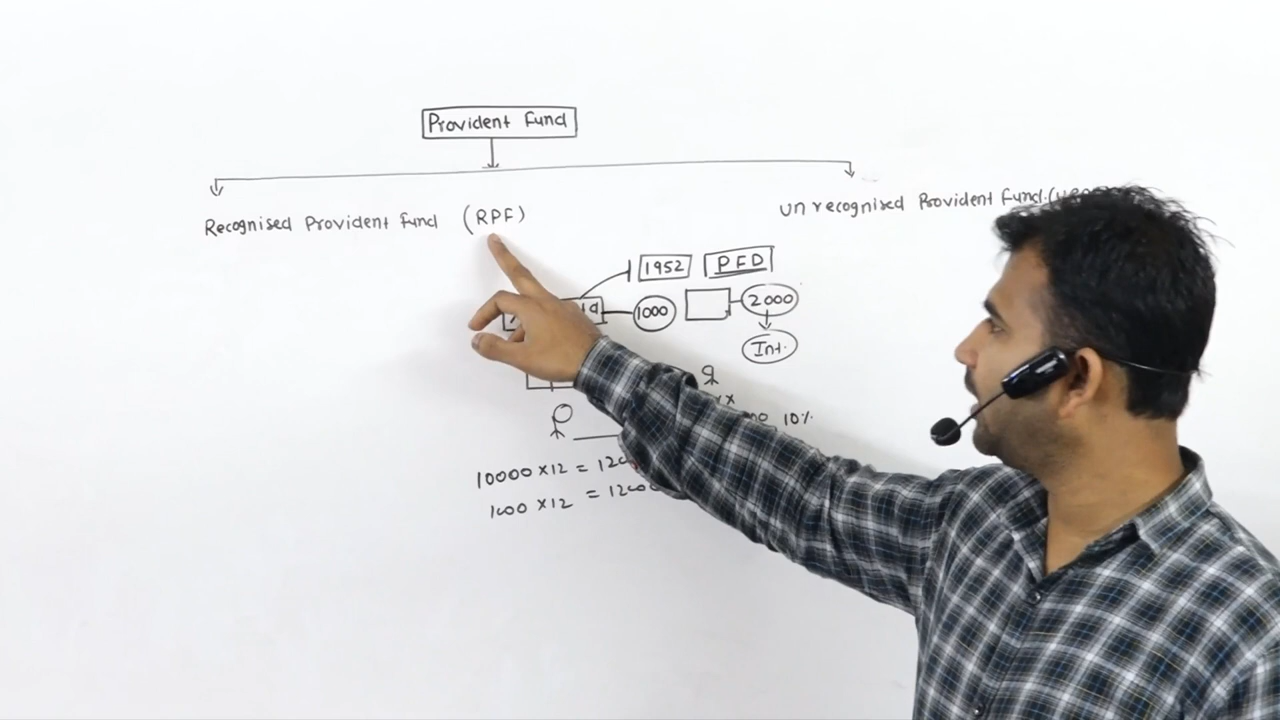 Provident Fund
Recognised Provident Fund (RPF)
Un recognised Provident Fund.
1952 PFD
1000 2000
Int.
10%
10000 × 12 =
1000 × 12 =